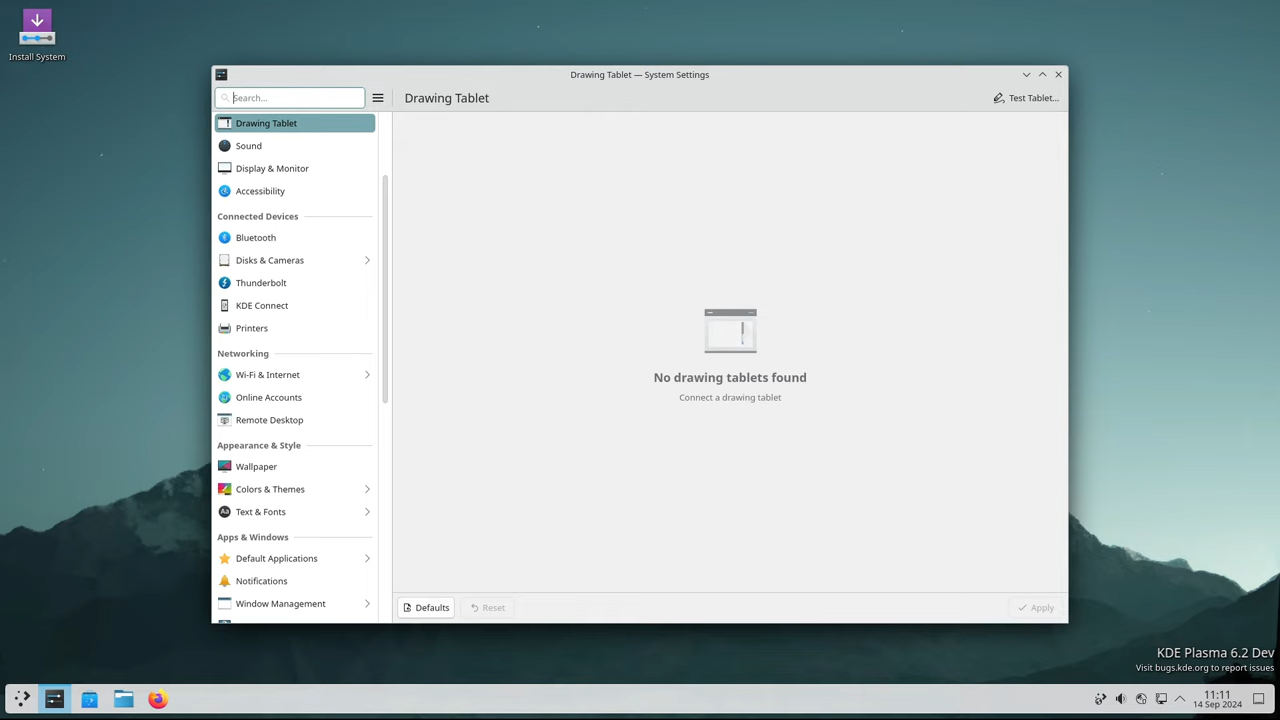 Install System
Drawing Tablet — System Settings
Search...
Drawing Tablet
Test Tablet...
Drawing Tablet
Sound
Display & Monitor
Accessibility
Connected Devices
Bluetooth
Disks & Cameras
Thunderbolt
KDE Connect
Printers
Networking
Wi-Fi & Internet
Online Accounts
Remote Desktop
Appearance & Style
Wallpaper
Colors & Themes
Aa Text & Fonts
Apps & Windows
Default Applications
Notifications
Window Management
No drawing tablets found
Connect a drawing tablet
Defaults
Reset
Apply
KDE Plasma 6.2 Dev
Visit bugs.kde.org to report issues
11:11
14 Sep 2024